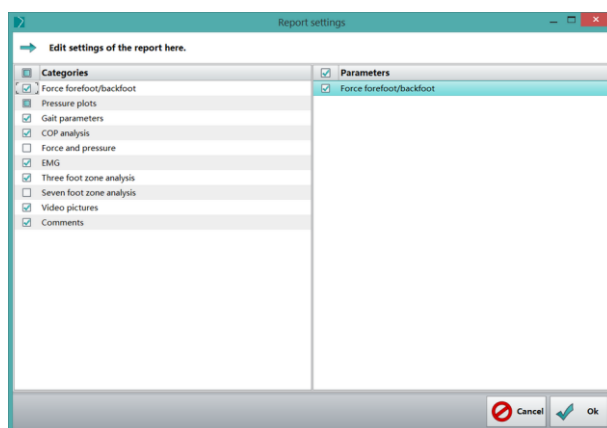 Report settings
Edit settings of the report here.
Categories
Force forefoot/backfoot
Pressure plots
Gait parameters
COP analysis
Force and pressure
EMG
Three foot zone analysis
Seven foot zone analysis
Video pictures
Comments
Parameters
Force forefoot/backfoot
Cancel
Ok